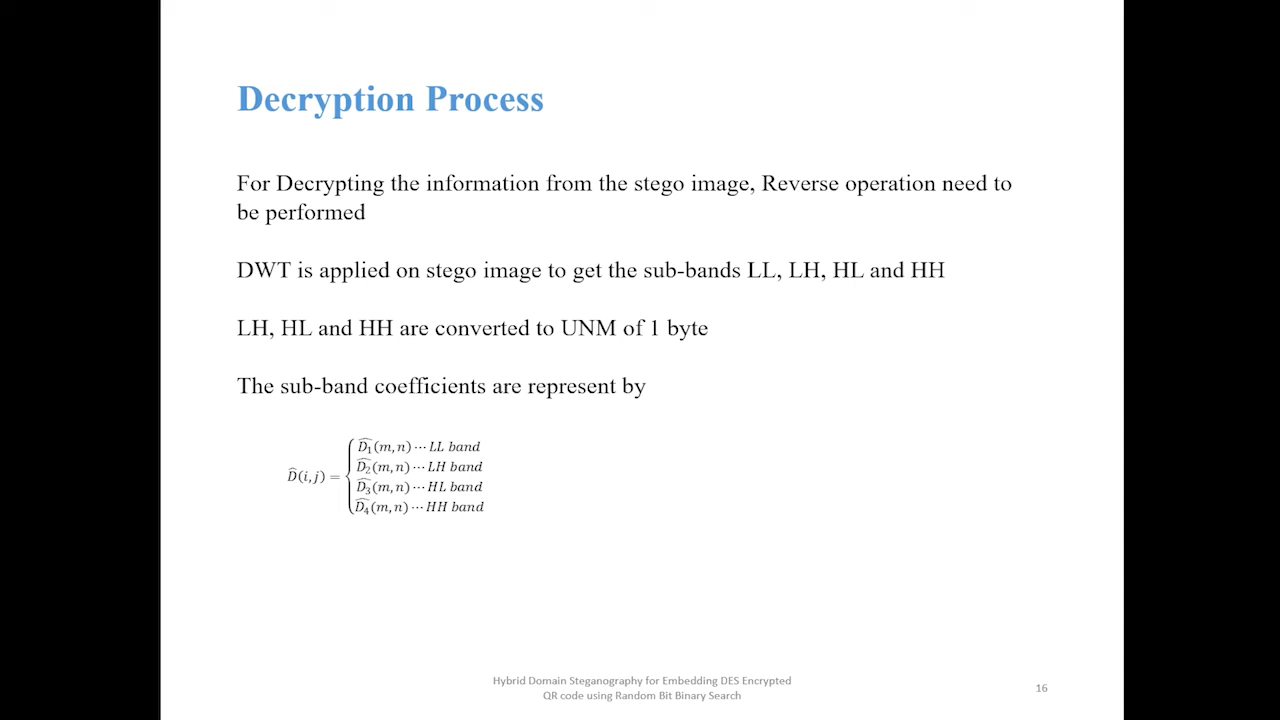 Decryption Process
For Decrypting the information from the stego image, Reverse operation need to
be performed
DWT is applied on stego image to get the sub-bands LL, LH, HL and HH
LH, HL and HH are converted to UNM of 1 byte
The sub-band coefficients are represent by
D̂(i,j) = { D̂₁(m,n) ⋯ LL band
D̂₂(m,n) ⋯ LH band
D̂₃(m,n) ⋯ HL band
D̂₄(m,n) ⋯ HH band
Hybrid Domain Steganography for Embedding DES Encrypted
QR code using Random Bit Binary Search
16